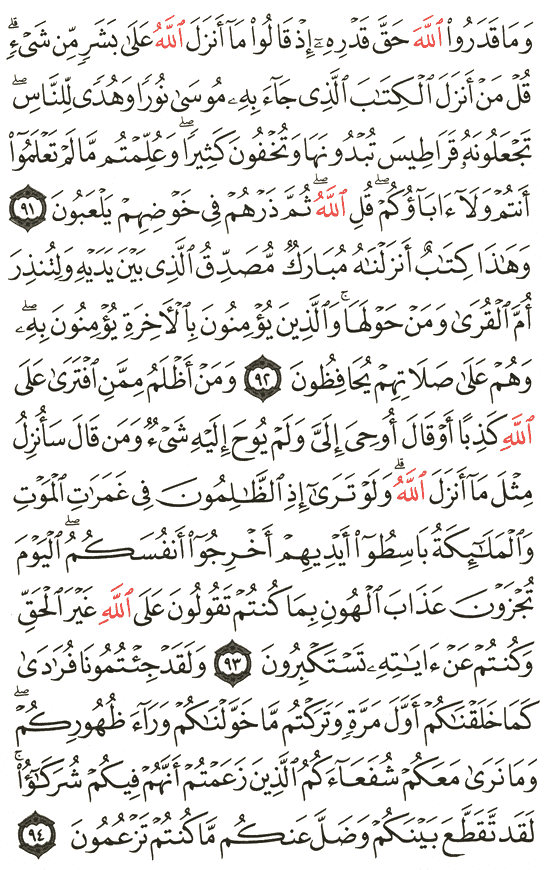 وَمَا قَدَرُوا۟ ٱللَّهَ حَقَّ قَدْرِهِۦٓ إِذْ قَالُوا۟ مَآ أَنزَلَ ٱللَّهُ عَلَىٰ بَشَرٍ مِّن شَىْءٍ ۗ
قُلْ مَنْ أَنزَلَ ٱلْكِتَـٰبَ ٱلَّذِى جَآءَ بِهِۦ مُوسَىٰ نُورًا وَهُدًى لِّلنَّاسِ ۖ
تَجْعَلُونَهُۥ قَرَاطِيسَ تُبْدُونَهَا وَتُخْفُونَ كَثِيرًا ۖ وَعُلِّمْتُم مَّا لَمْ تَعْلَمُوٓا۟
أَنتُمْ وَلَآ ءَابَآؤُكُمْ ۖ قُلِ ٱللَّهُ ۖ ثُمَّ ذَرْهُمْ فِى خَوْضِهِمْ يَلْعَبُونَ ٩١
وَهَـٰذَا كِتَـٰبٌ أَنزَلْنَـٰهُ مُبَارَكٌ مُّصَدِّقُ ٱلَّذِى بَيْنَ يَدَيْهِ وَلِتُنذِرَ
أُمَّ ٱلْقُرَىٰ وَمَنْ حَوْلَهَا ۚ وَٱلَّذِينَ يُؤْمِنُونَ بِٱلْـَٔاخِرَةِ يُؤْمِنُونَ بِهِۦ ۖ
وَهُمْ عَلَىٰ صَلَاتِهِمْ يُحَافِظُونَ ٩٢ وَمَنْ أَظْلَمُ مِمَّنِ ٱفْتَرَىٰ عَلَى
ٱللَّهِ كَذِبًا أَوْ قَالَ أُوحِىَ إِلَىَّ وَلَمْ يُوحَ إِلَيْهِ شَىْءٌ وَمَن قَالَ سَأُنزِلُ
مِثْلَ مَآ أَنزَلَ ٱللَّهُ ۗ وَلَوْ تَرَىٰٓ إِذِ ٱلظَّـٰلِمُونَ فِى غَمَرَٰتِ ٱلْمَوْتِ
وَٱلْمَلَـٰٓئِكَةُ بَاسِطُوٓا۟ أَيْدِيهِمْ أَخْرِجُوٓا۟ أَنفُسَكُمُ ۖ ٱلْيَوْمَ
تُجْزَوْنَ عَذَابَ ٱلْهُونِ بِمَا كُنتُمْ تَقُولُونَ عَلَى ٱللَّهِ غَيْرَ ٱلْحَقِّ
وَكُنتُمْ عَنْ ءَايَـٰتِهِۦ تَسْتَكْبِرُونَ ٩٣ وَلَقَدْ جِئْتُمُونَا فُرَٰدَىٰ
كَمَا خَلَقْنَـٰكُمْ أَوَّلَ مَرَّةٍ وَتَرَكْتُم مَّا خَوَّلْنَـٰكُمْ وَرَآءَ ظُهُورِكُمْ ۖ
وَمَا نَرَىٰ مَعَكُمْ شُفَعَآءَكُمُ ٱلَّذِينَ زَعَمْتُمْ أَنَّهُمْ فِيكُمْ شُرَكَـٰٓؤُا۟ ۚ
لَقَد تَّقَطَّعَ بَيْنَكُمْ وَضَلَّ عَنكُم مَّا كُنتُمْ تَزْعُمُونَ ٩٤